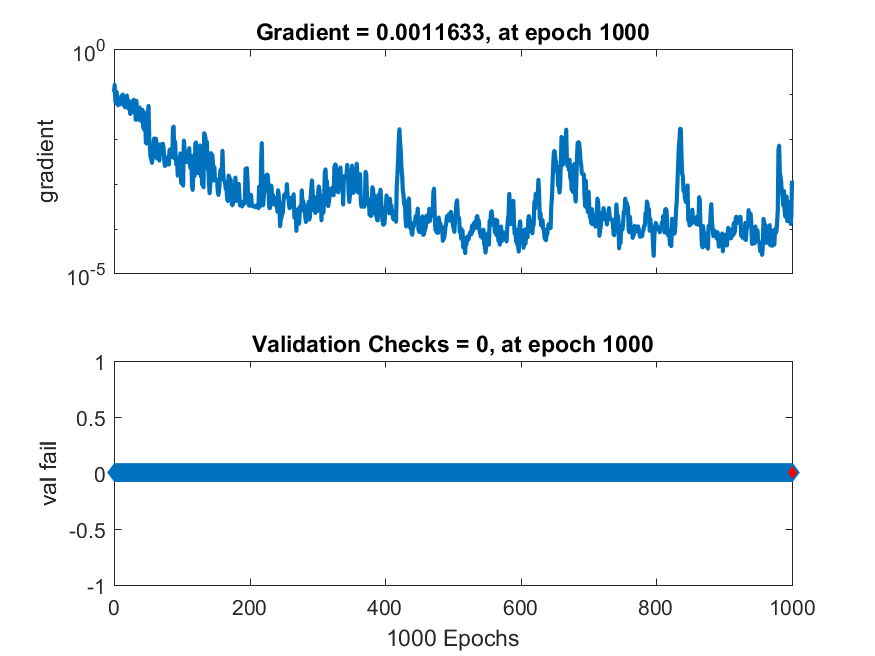 Gradient = 0.0011633, at epoch 1000
10^0
gradient
10^-5
Validation Checks = 0, at epoch 1000
1
0.5
val fail
0
-0.5
-1
0 200 400 600 800 1000
1000 Epochs